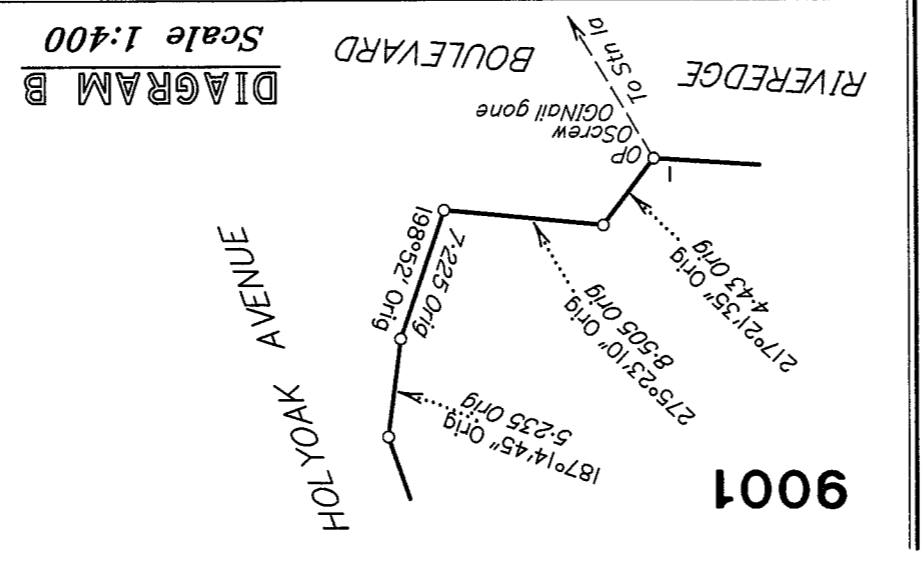 9001
187°14'45" Orig
5·235 Orig
HOLYOAK AVENUE
217°21'35" Orig
4·43 Orig
275°23'10" Orig
8·505 Orig
7·225 Orig
198°52' Orig
1
OP
OScrew
OGINail gone
To Stn 1a
RIVEREDGE BOULEVARD
DIAGRAM B
Scale 1:400